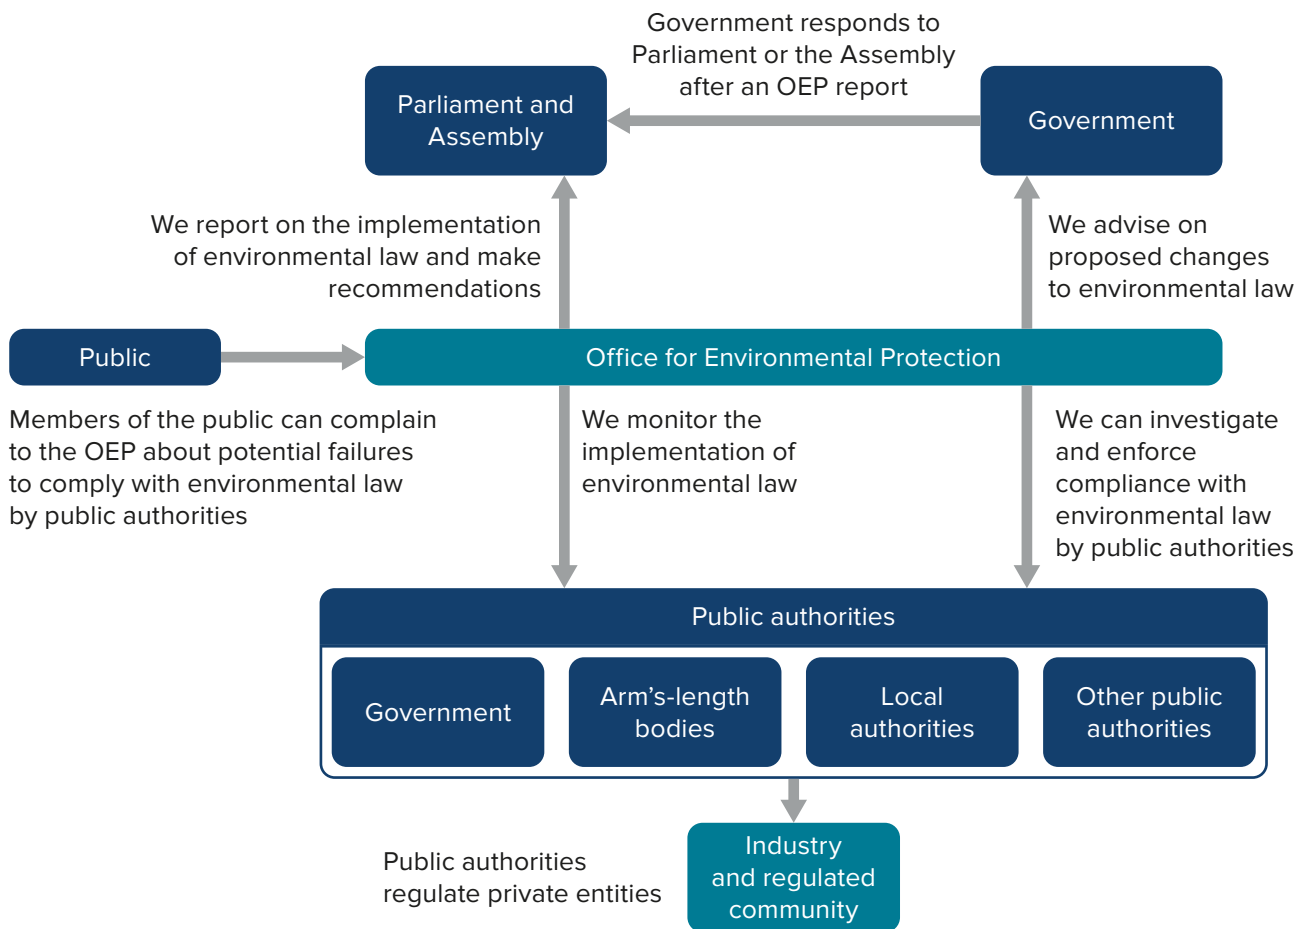 Government responds to
Parliament or the Assembly
after an OEP report
Parliament and
Assembly
Government
We report on the implementation
of environmental law and make
recommendations
We advise on
proposed changes
to environmental law
Public
Office for Environmental Protection
Members of the public can complain
to the OEP about potential failures
to comply with environmental law
by public authorities
We monitor the
implementation of
environmental law
We can investigate
and enforce
compliance with
environmental law
by public authorities
Public authorities
Government
Arm’s-length
bodies
Local
authorities
Other public
authorities
Public authorities
regulate private entities
Industry
and regulated
community